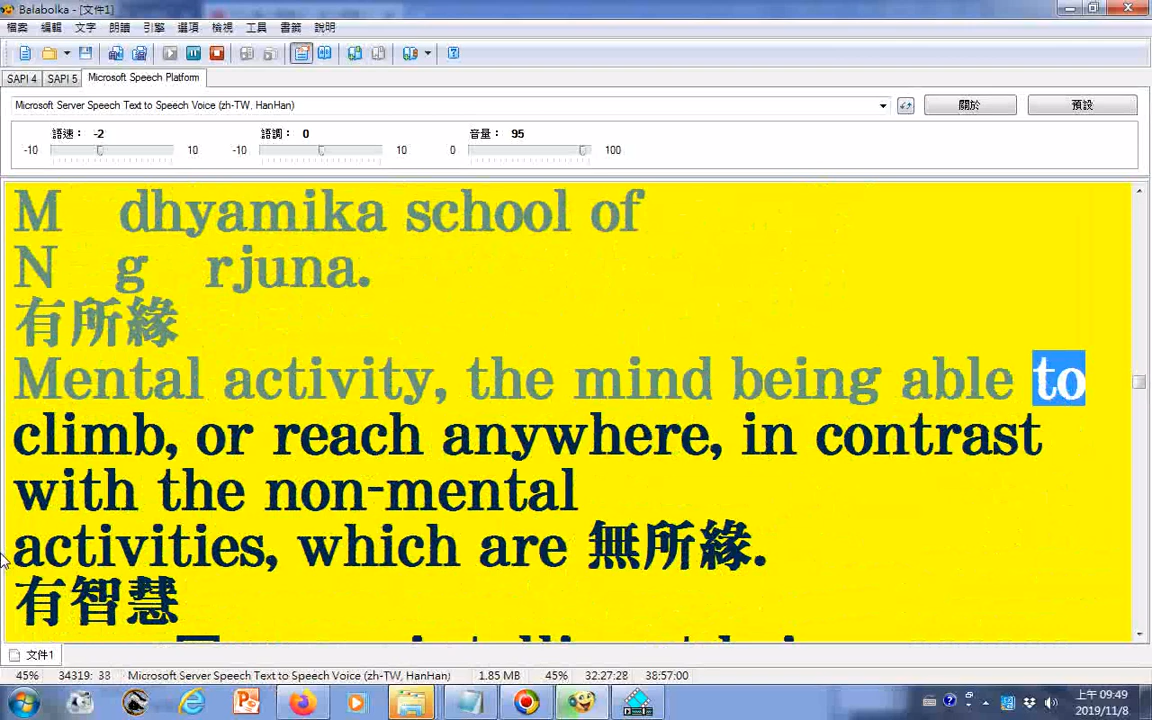 Balabolka - [文件1]
檔案 編輯 文字 朗讀 引擎 選項 檢視 工具 書籤 說明
SAPI 4 SAPI 5 Microsoft Speech Platform
Microsoft Server Speech Text to Speech Voice (zh-TW, HanHan) 關於 預設
語速： -2 語調： 0 音量： 95
-10 10 -10 10 0 100
M dhyamika school of
N g rjuna.
有所緣
Mental activity, the mind being able to
climb, or reach anywhere, in contrast
with the non-mental
activities, which are 無所緣.
有智慧
文件1
45% 34319: 33 Microsoft Server Speech Text to Speech Voice (zh-TW, HanHan) 1.85 MB 45% 32:27:28 38:57:00
上午 09:49
2019/11/8